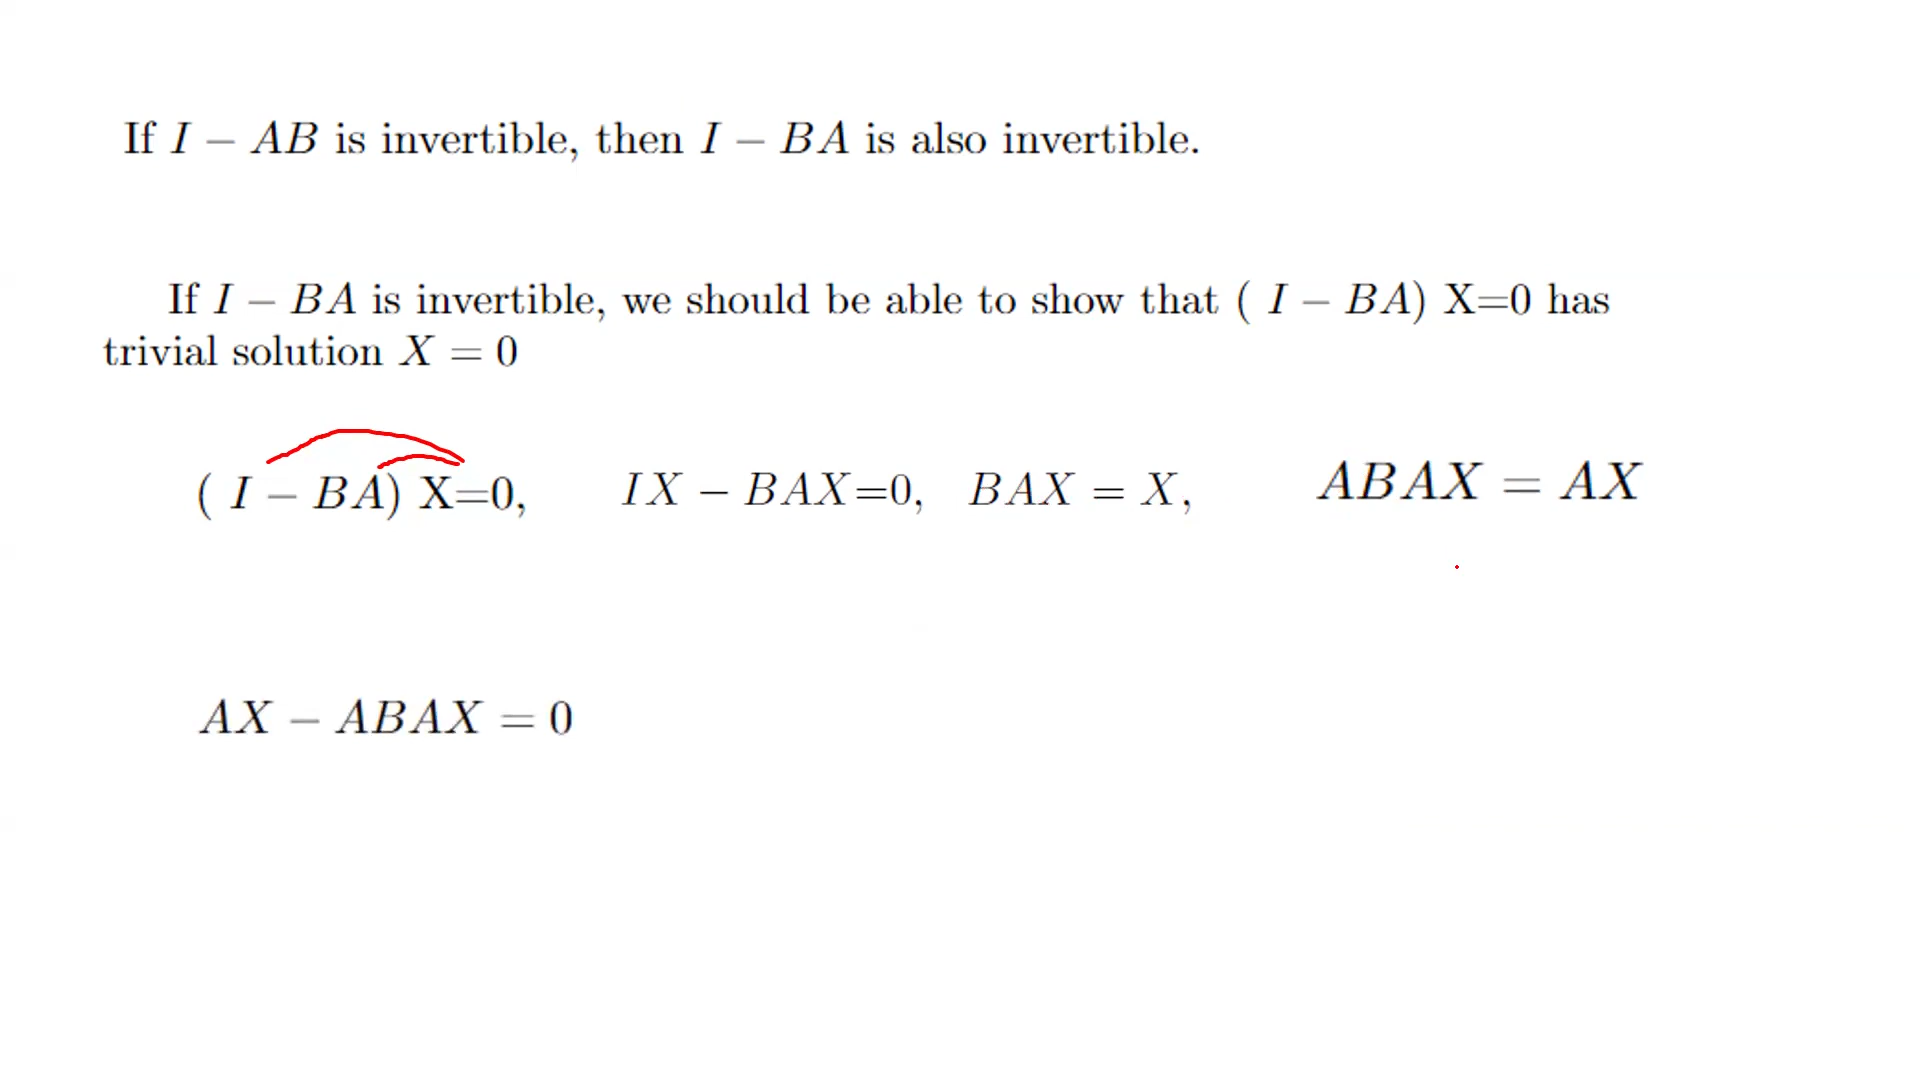 If I − AB is invertible, then I − BA is also invertible.
If I − BA is invertible, we should be able to show that ( I − BA) X=0 has
trivial solution X = 0
( I − BA) X=0, IX − BAX=0, BAX = X, ABAX = AX
AX − ABAX = 0